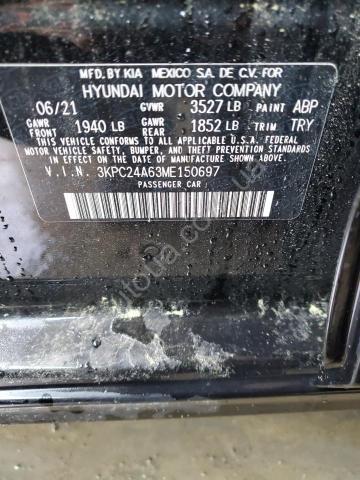 MFD. BY KIA MEXICO S.A. DE C.V. FOR
HYUNDAI MOTOR COMPANY
06/21 GVWR 3527 LB PAINT ABP
GAWR FRONT 1940 LB GAWR REAR 1852 LB TRIM TRY
THIS VEHICLE CONFORMS TO ALL APPLICABLE U.S.A. FEDERAL
MOTOR VEHICLE SAFETY, BUMPER, AND THEFT PREVENTION
STANDARDS IN EFFECT ON THE DATE OF MANUFACTURE SHOWN ABOVE.
V.I.N. 3KPC24A63ME150697
PASSENGER CAR